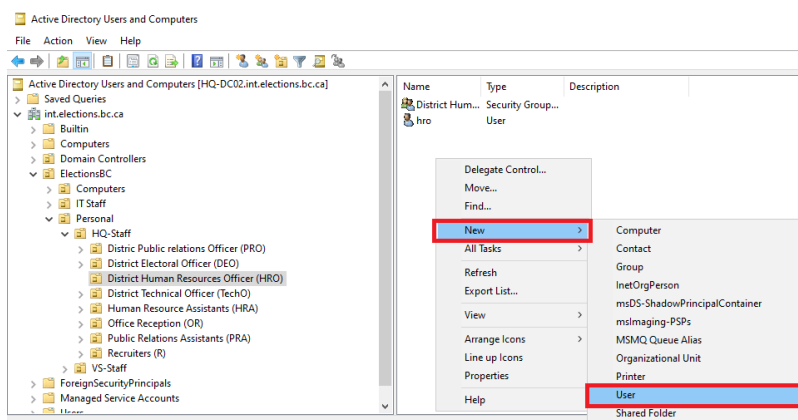 Active Directory Users and Computers
File Action View Help
Active Directory Users and Computers [HQ-DC02.int.elections.bc.ca]
Saved Queries
int.elections.bc.ca
Builtin
Computers
Domain Controllers
ElectionsBC
Computers
IT Staff
Personal
HQ-Staff
Distric Public relations Officer (PRO)
District Electoral Officer (DEO)
District Human Resources Officer (HRO)
District Technical Officer (TechO)
Human Resource Assistants (HRA)
Office Reception (OR)
Public Relations Assistants (PRA)
Recruiters (R)
VS-Staff
ForeignSecurityPrincipals
Managed Service Accounts
Users
Name Type Description
District Hum... Security Group...
hro User
Delegate Control...
Move...
Find...
New
All Tasks
Refresh
Export List...
View
Arrange Icons
Line up Icons
Properties
Help
Computer
Contact
Group
InetOrgPerson
msDS-ShadowPrincipalContainer
msImaging-PSPs
MSMQ Queue Alias
Organizational Unit
Printer
User
Shared Folder